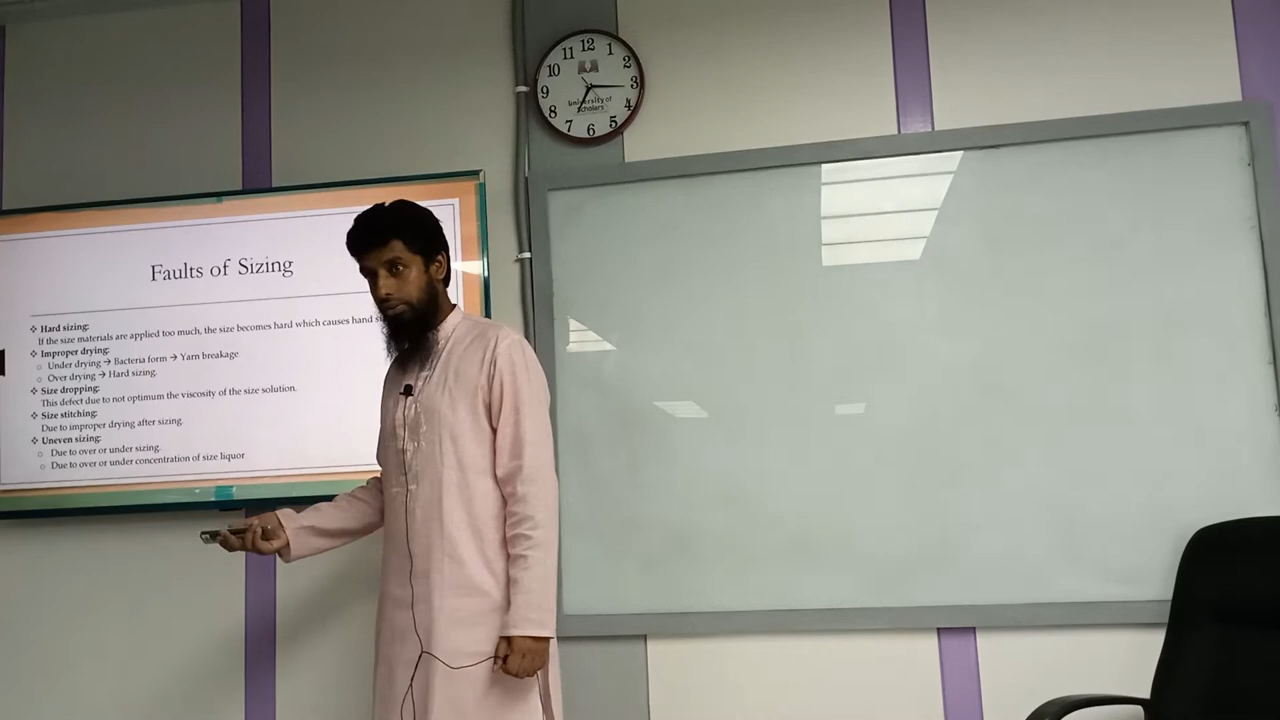 12
11 1
10 2
9 3
8 4
7 5
6
University of
Scholars
Faults of Sizing
❖ Hard sizing:
If the size materials are applied too much, the size becomes hard which causes hand
❖ Improper drying:
○ Under drying → Bacteria form → Yarn breakage
○ Over drying → Hard sizing.
❖ Size dropping:
This defect due to not optimum the viscosity of the size solution.
❖ Size stitching:
Due to improper drying after sizing.
❖ Uneven sizing:
○ Due to over or under sizing.
○ Due to over or under concentration of size liquor